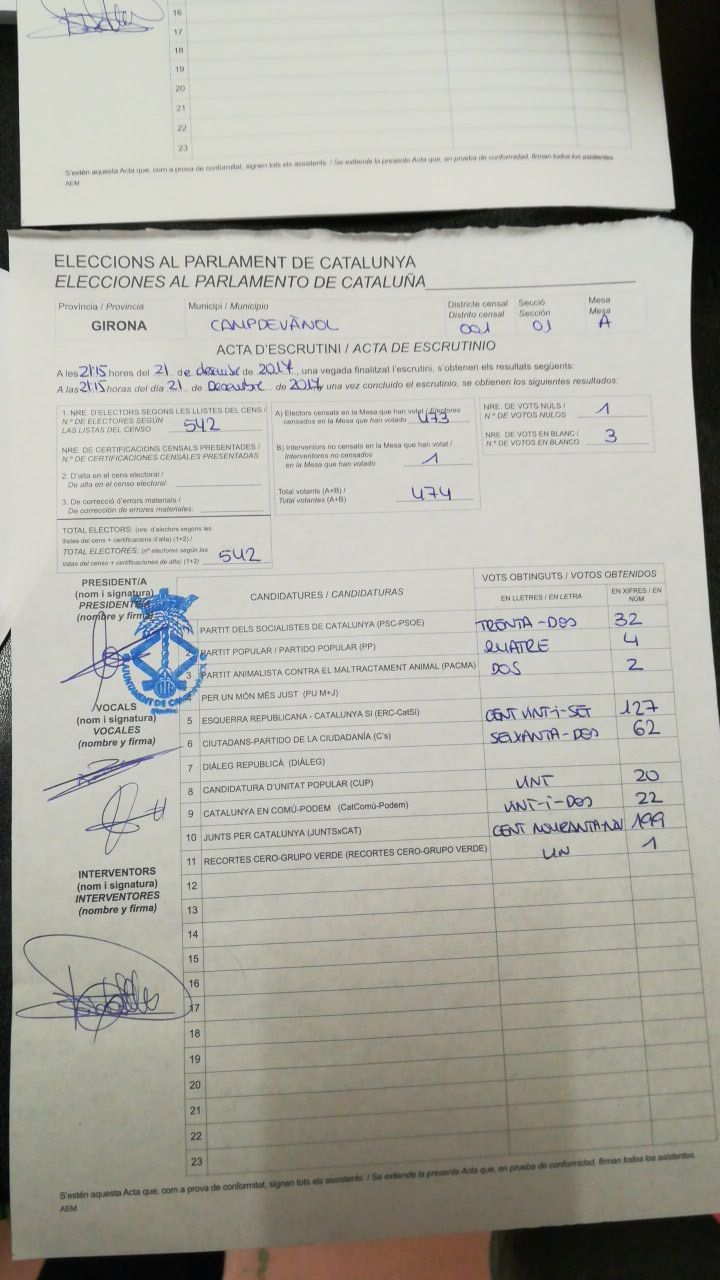 16
17
18
19
20
21
22
23
S'estén aquesta Acta que, com a prova de conformitat, signen tots els assistents. / Se extiende la presente Acta que, en prueba de conformidad, firman todos los asistentes
AEM
ELECCIONS AL PARLAMENT DE CATALUNYA
ELECCIONES AL PARLAMENTO DE CATALUÑA
Província / Provincia
GIRONA
Municipi / Municipio
CAMPDEVÀNOL
Districte censal
Distrito censal
001
Secció
Sección
01
Mesa
Mesa
A
ACTA D'ESCRUTINI / ACTA DE ESCRUTINIO
A les 21:15 hores del 21 de desembre de 2017, una vegada finalitzat l'escrutini, s'obtenen els resultats següents:
A las 21:15 horas del día 21 de Desembre de 2017, una vez concluido el escrutinio, se obtienen los siguientes resultados:
1. NRE. D'ELECTORS SEGONS LES LLISTES DEL CENS /
N.º DE ELECTORES SEGÚN
LAS LISTAS DEL CENSO 542
NRE. DE CERTIFICACIONS CENSALS PRESENTADES /
N.º DE CERTIFICACIONES CENSALES PRESENTADAS
2. D'alta en el cens electoral /
De alta en el censo electoral:
3. De correcció d'errors materials /
De corrección de errores materiales:
TOTAL ELECTORS: (nre. d'electors segons les
llistes del cens + certificacions d'alta) (1+2) /
TOTAL ELECTORES: (nº electores según las
listas del censo + certificaciones de alta) (1+2) 542
A) Electors censats en la Mesa que han votat / Electores
censados en la Mesa que han votado 473
B) Interventors no censats en la Mesa que han votat /
Interventores no censados
en la Mesa que han votado 1
Total votants (A+B) /
Total votantes (A+B) 474
NRE. DE VOTS NULS /
N.º DE VOTOS NULOS 1
NRE. DE VOTS EN BLANC /
N.º DE VOTOS EN BLANCO 3
PRESIDENT/A
(nom i signatura)
PRESIDENTE/A
(nombre y firma)
AJUNTAMENT DE
VOCALS
(nom i signatura)
VOCALES
(nombre y firma)
INTERVENTORS
(nom i signatura)
INTERVENTORES
(nombre y firma)
CANDIDATURES / CANDIDATURAS
VOTS OBTINGUTS / VOTOS OBTENIDOS
EN LLETRES / EN LETRA
EN XIFRES / EN NÚM.
PARTIT DELS SOCIALISTES DE CATALUNYA (PSC-PSOE) TRENTA-DOS 32
2 PARTIT POPULAR / PARTIDO POPULAR (PP) QUATRE 4
3 PARTIT ANIMALISTA CONTRA EL MALTRACTAMENT ANIMAL (PACMA) DOS 2
4 PER UN MÓN MÉS JUST (PU M+J)
5 ESQUERRA REPUBLICANA - CATALUNYA SI (ERC-CatSí) CENT VINT-i-SET 127
6 CIUTADANS-PARTIDO DE LA CIUDADANÍA (C's) SEIXANTA-DOS 62
7 DIÀLEG REPUBLICÀ (DIÀLEG)
8 CANDIDATURA D'UNITAT POPULAR (CUP) VINT 20
9 CATALUNYA EN COMÚ-PODEM (CatComú-Podem) VINT-I-DOS 22
10 JUNTS PER CATALUNYA (JUNTSxCAT) CENT 199
11 RECORTES CERO-GRUPO VERDE (RECORTES CERO-GRUPO VERDE) UN 1
12
13
14
15
16
17
18
19
20
21
22
23
S'estén aquesta Acta que, com a prova de conformitat, signen tots els assistents. / Se extiende la presente Acta que, en prueba de conformidad, firman todos los asistentes.
AEM